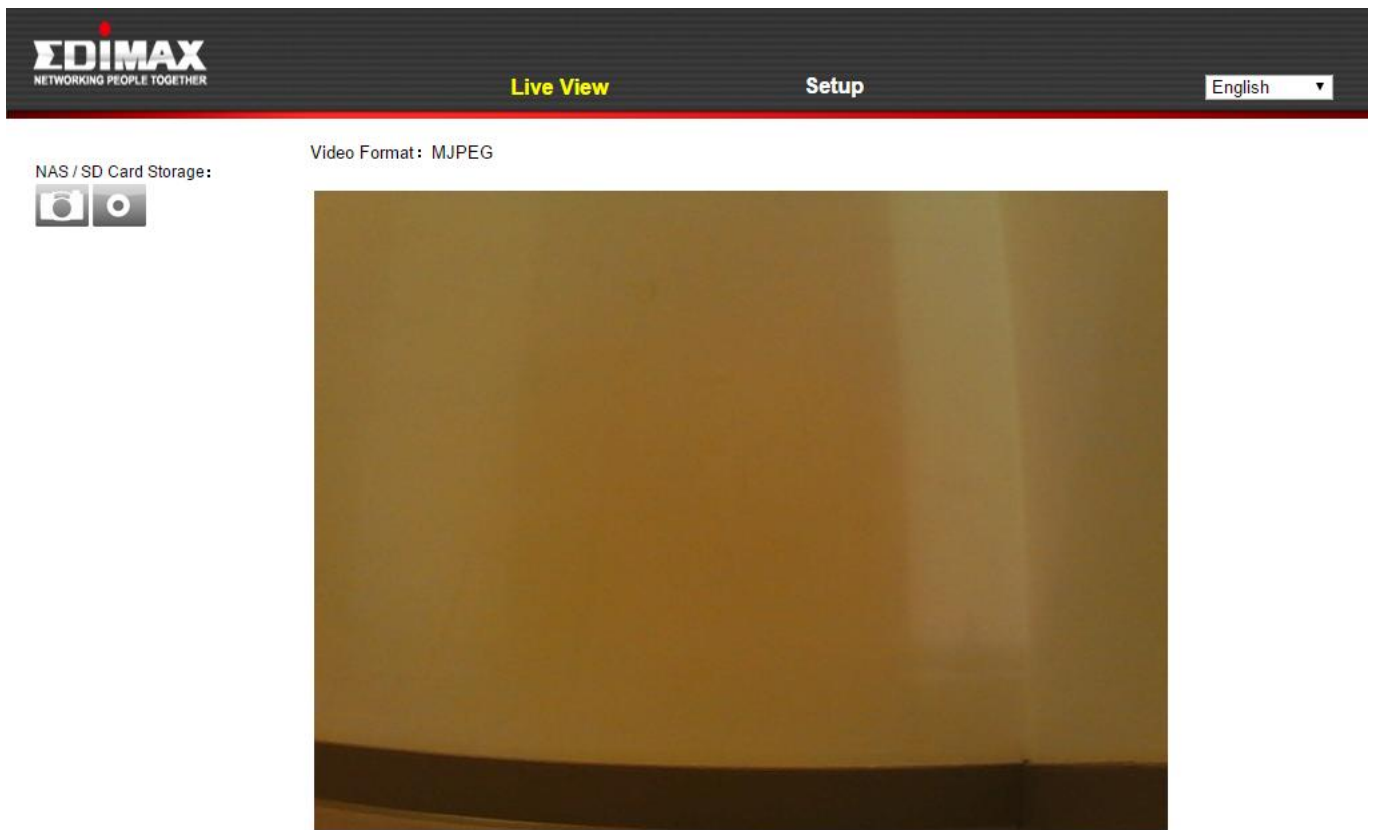 EDIMAX
NETWORKING PEOPLE TOGETHER
Live View
Setup
English
NAS / SD Card Storage：
Video Format：MJPEG